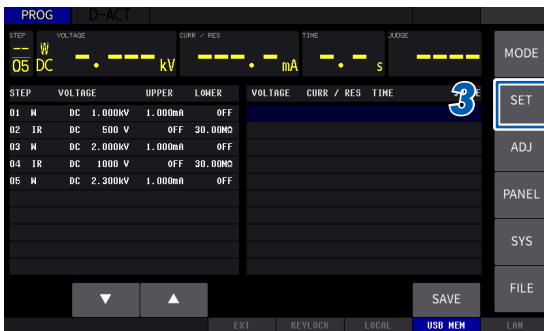 PROG D-ACT
STEP VOLTAGE CURR / RES TIME JUDGE
-- W -.--- kV ---.- mA -.- s ----
05 DC
MODE
SET
3
ADJ
PANEL
SYS
FILE
STEP VOLTAGE UPPER LOWER
01 W DC 1.000kV 1.000mA OFF
02 IR DC 500 V OFF 30.00MΩ
03 W DC 2.000kV 1.000mA OFF
04 IR DC 1000 V OFF 30.00MΩ
05 W DC 2.300kV 1.000mA OFF
VOLTAGE CURR / RES TIME
▼ ▲ SAVE
EXT KEYLOCK LOCAL USB MEM LAN